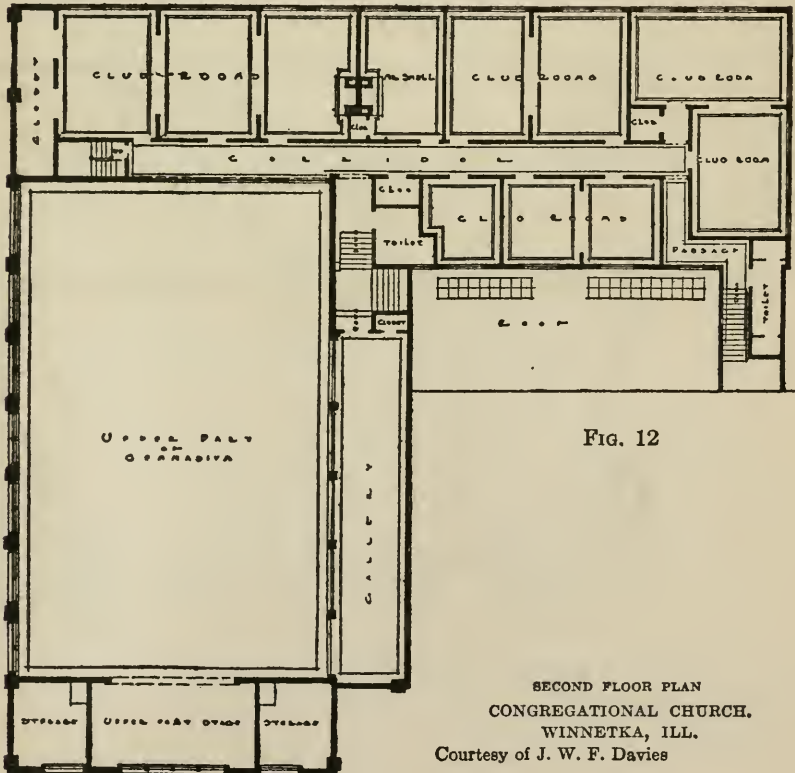 CLUB ROOMS
CLUB ROOMS
CLUB ROOM
CLOS
CLOS
CORRIDOR
CLUB ROOM
CLOS
CLUB ROOMS
TOILET
PASSAGE
TOILET
CLOSET
ROOF
UPPER PART
OF
GYMNASIUM
GALLERY
FIG. 12
STORAGE
UPPER PART STAGE
STORAGE
SECOND FLOOR PLAN
CONGREGATIONAL CHURCH.
WINNETKA, ILL.
Courtesy of J. W. F. Davies